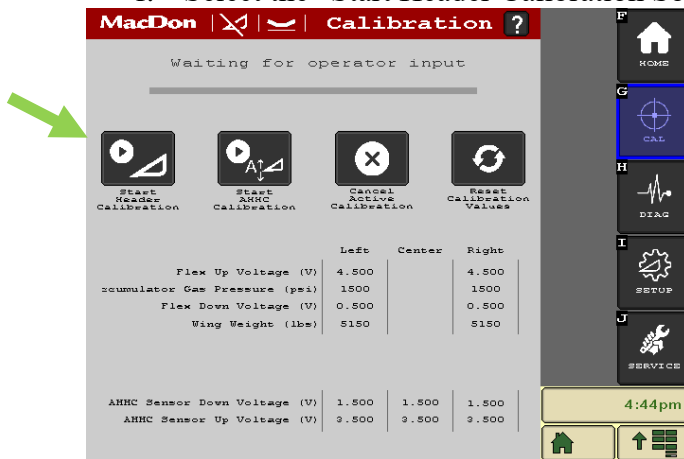 MacDon Calibration ?
F
HOME
Waiting for operator input
G
CAL
Start Header Calibration
Start AHHC Calibration
Cancel Active Calibration
Reset Calibration Values
H
DIAG
Left Center Right
Flex Up Voltage (V) 4.500 4.500
Gas Pressure (psi) 1500 1500
Flex Down Voltage (V) 0.500 0.500
Wing Weight (lbs) 5150 5150
I
SETUP
J
SERVICE
AHHC Sensor Down Voltage (V) 1.500 1.500 1.500
AHHC Sensor Up Voltage (V) 3.500 3.500 3.500
4:44pm